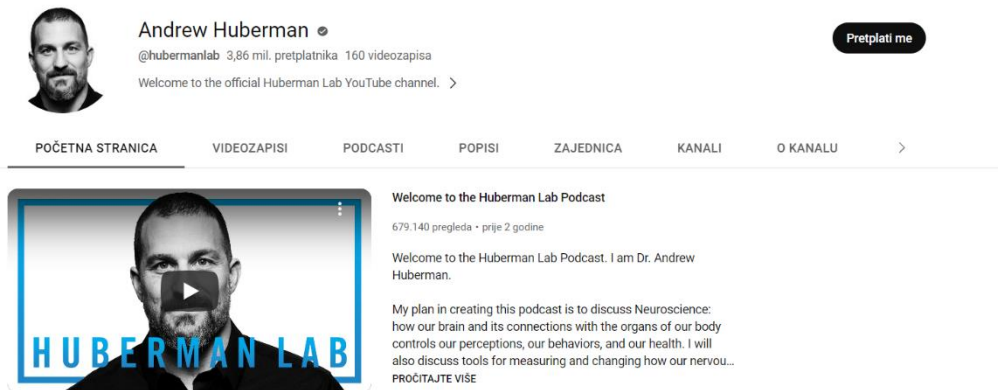 Andrew Huberman
@hubermanlab 3,86 mil. pretplatnika 160 videozapisa
Welcome to the official Huberman Lab YouTube channel.
Pretplati me
POČETNA STRANICA VIDEOZAPISI PODCASTI POPISI ZAJEDNICA KANALI O KANALU
HUBERMAN LAB
Welcome to the Huberman Lab Podcast
679.140 pregleda • prije 2 godine
Welcome to the Huberman Lab Podcast. I am Dr. Andrew
Huberman.
My plan in creating this podcast is to discuss Neuroscience:
how our brain and its connections with the organs of our body
controls our perceptions, our behaviors, and our health. I will
also discuss tools for measuring and changing how our nervou...
PROČITAJTE VIŠE